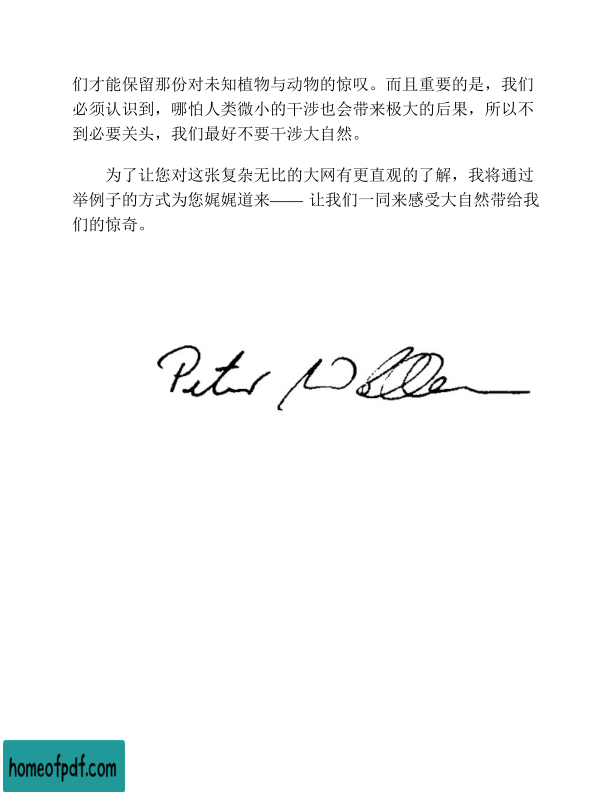 们才能保留那份对未知植物与动物的惊叹。而且重要的是，我们
必须认识到，哪怕人类微小的干涉也会带来极大的后果，所以不
到必要关头，我们最好不要干涉大自然。
为了让您对这张复杂无比的大网有更直观的了解，我将通过
举例子的方式为您娓娓道来—— 让我们一同来感受大自然带给我
们的惊奇。
Peter
homeofpdf.com